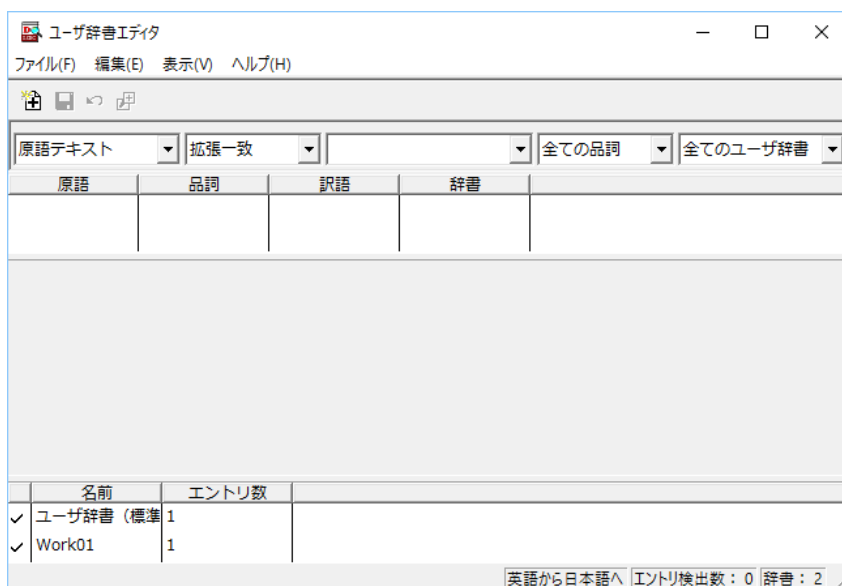 ユーザ辞書エディタ
ファイル(F) 編集(E) 表示(V) ヘルプ(H)
原語テキスト 拡張一致 全ての品詞 全てのユーザ辞書
原語 品詞 訳語 辞書
名前 エントリ数
ユーザ辞書（標準 1
Work01 1
英語から日本語へ エントリ検出数： 0 辞書： 2